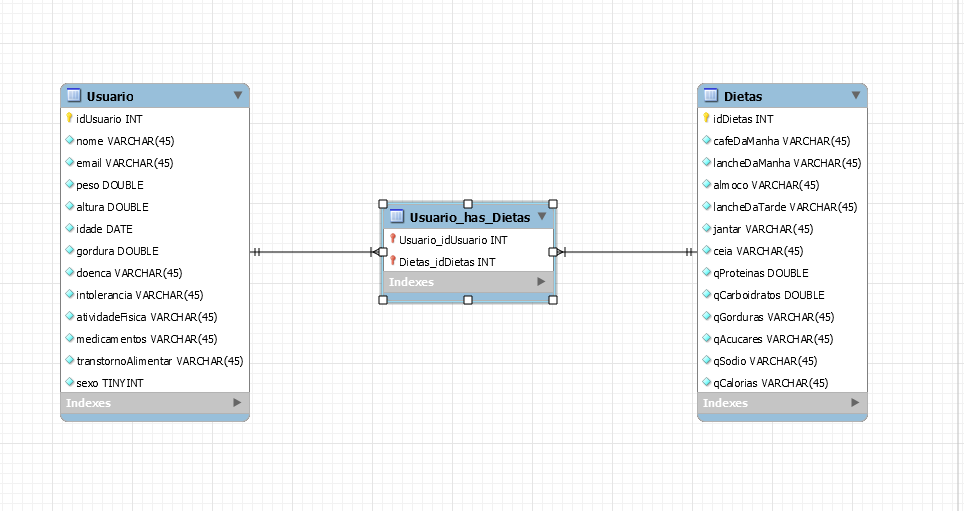 Usuario
idUsuario INT
nome VARCHAR(45)
email VARCHAR(45)
peso DOUBLE
altura DOUBLE
idade DATE
gordura DOUBLE
doenca VARCHAR(45)
intolerancia VARCHAR(45)
atividadeFisica VARCHAR(45)
medicamentos VARCHAR(45)
transtornoAlimentar VARCHAR(45)
sexo TINYINT
Indexes
Usuario_has_Dietas
Usuario_idUsuario INT
Dietas_idDietas INT
Indexes
Dietas
idDietas INT
cafeDaManha VARCHAR(45)
lancheDaManha VARCHAR(45)
almoco VARCHAR(45)
lancheDaTarde VARCHAR(45)
jantar VARCHAR(45)
ceia VARCHAR(45)
qProteinas DOUBLE
qCarboidratos DOUBLE
qGorduras VARCHAR(45)
qAcucares VARCHAR(45)
qSodio VARCHAR(45)
qCalorias VARCHAR(45)
Indexes